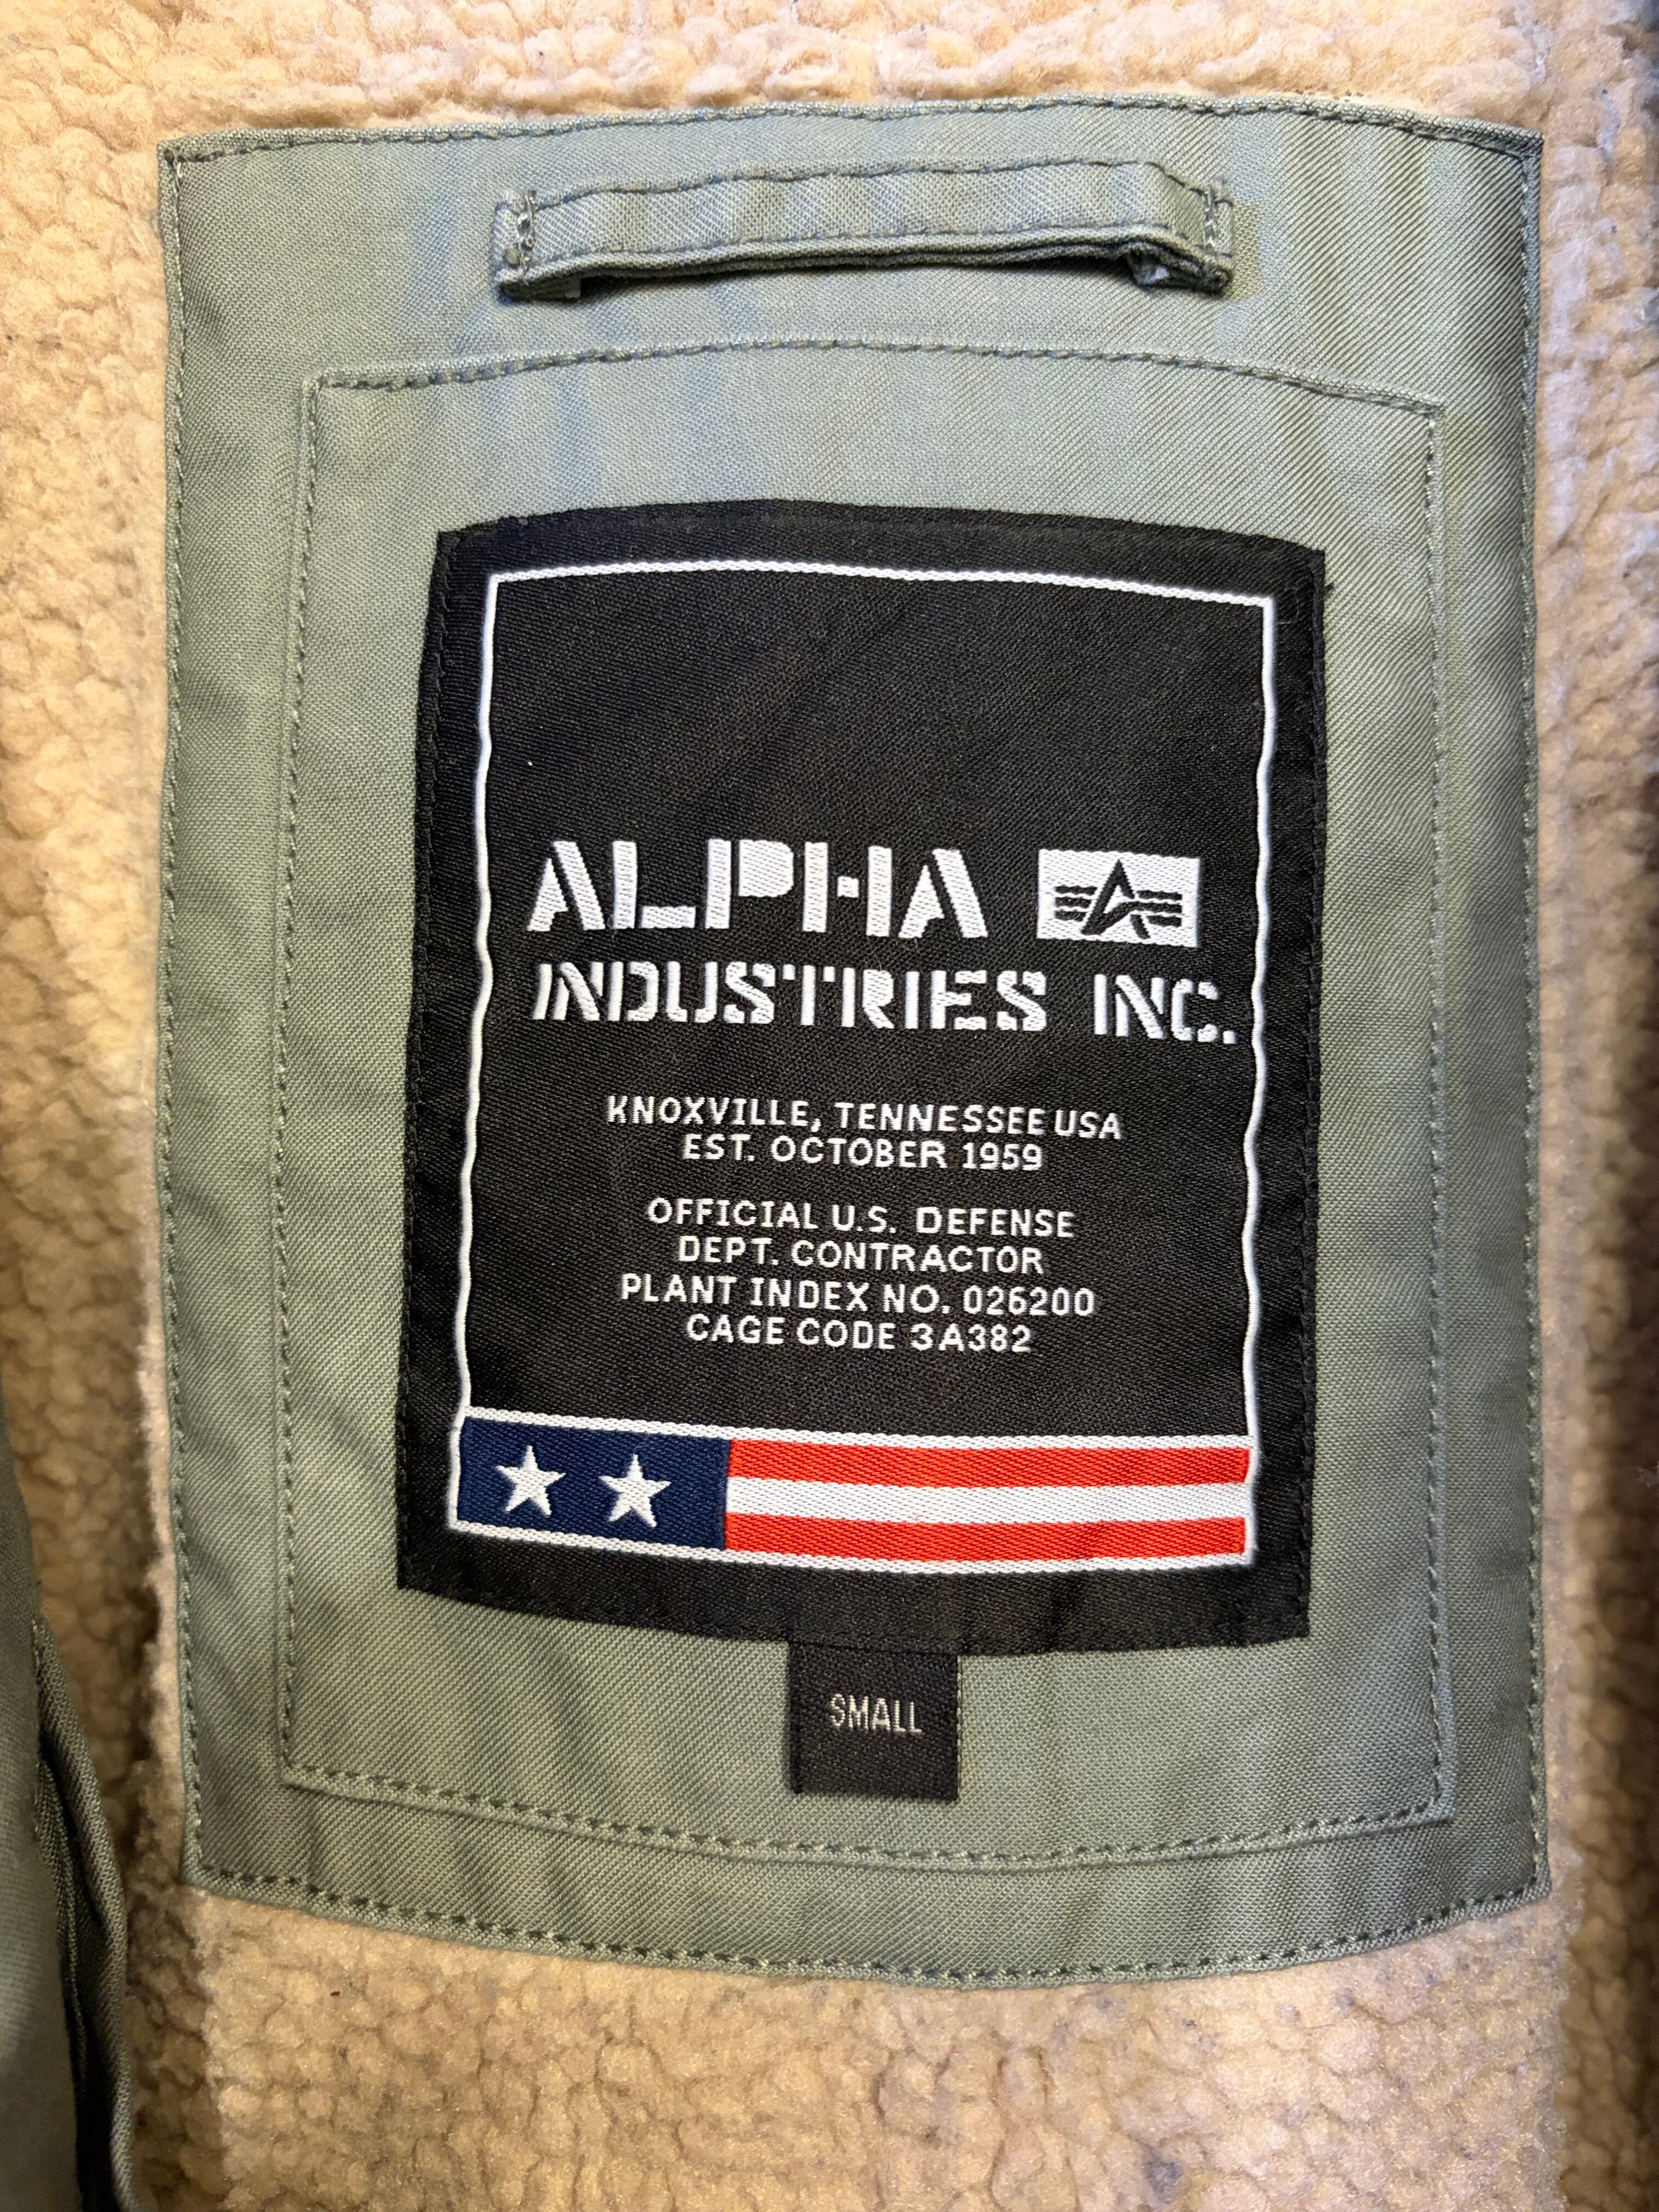 ALPHA
INDUSTRIES INC.
KNOXVILLE, TENNESSEE USA
EST. OCTOBER 1959
OFFICIAL U.S. DEFENSE
DEPT. CONTRACTOR
PLANT INDEX NO. 026200
CAGE CODE 3A382
SMALL